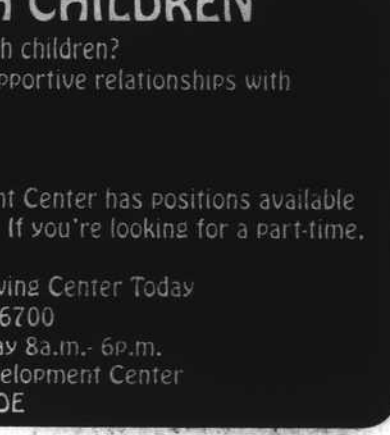 H CHILDREN
h children?
pportive relationships with
nt Center has positions available
If you're looking for a part-time,
ving Center Today
6700
ay 8a.m.- 6p.m.
elopment Center
OE